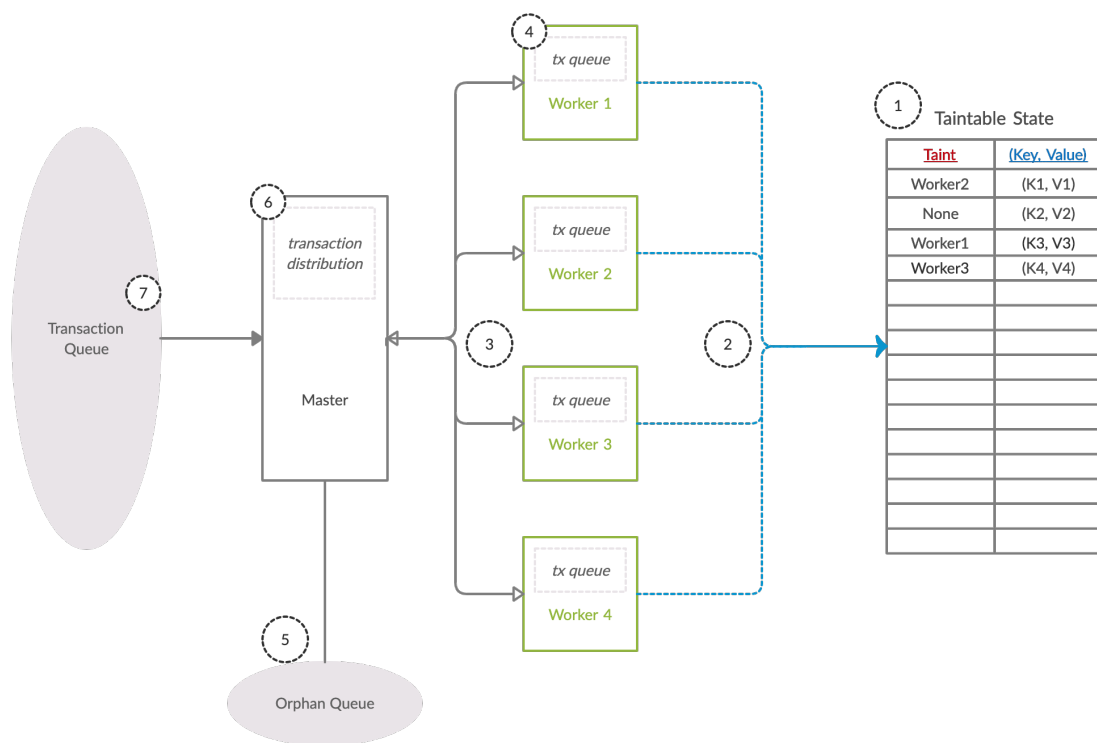 4
tx queue
Worker 1
1
Taintable State
Taint (Key, Value)
Worker2 (K1, V1)
None (K2, V2)
Worker1 (K3, V3)
Worker3 (K4, V4)
6
transaction
distribution
Master
tx queue
Worker 2
7
Transaction
Queue
3
2
tx queue
Worker 3
tx queue
Worker 4
5
Orphan Queue